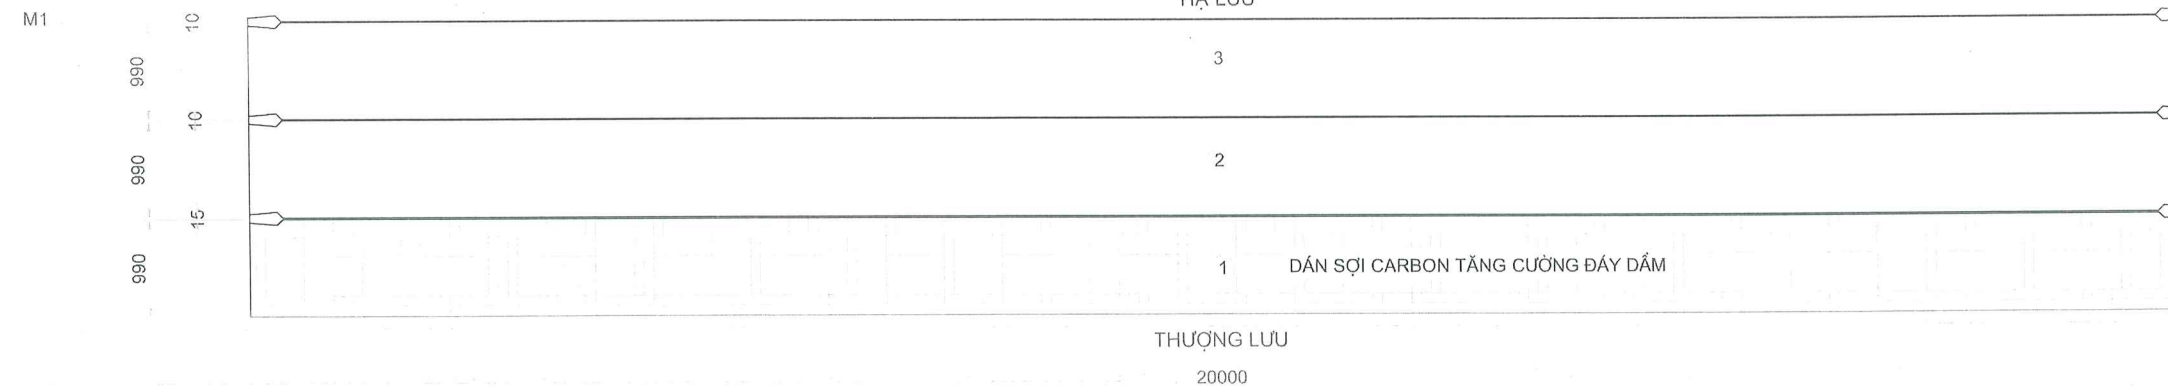 HẠ LƯU
M1
10
3
990
10
2
990
15
1 DÁN SỢI CARBON TĂNG CƯỜNG ĐÁY DẦM
990
THƯỢNG LƯU
20000